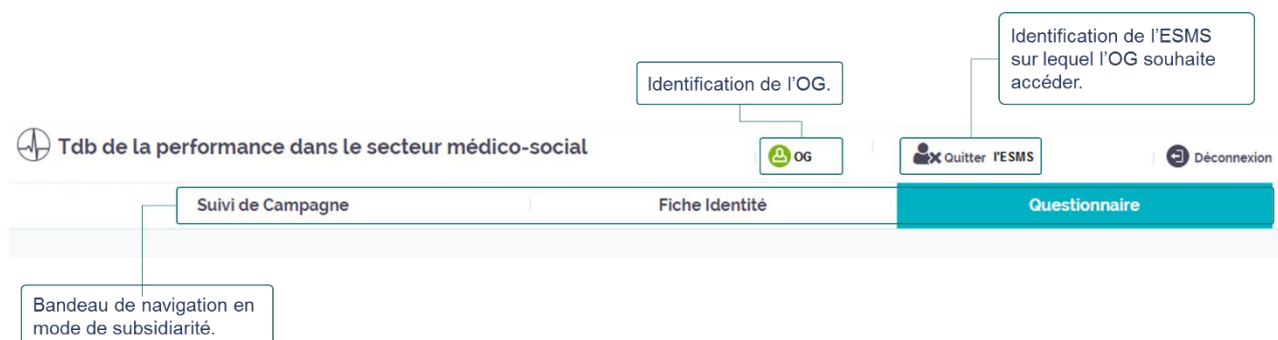 Identification de l’ESMS
sur lequel l’OG souhaite
accéder.
Identification de l’OG.
Tdb de la performance dans le secteur médico-social
OG
Quitter l'ESMS
Déconnexion
Suivi de Campagne
Fiche Identité
Questionnaire
Bandeau de navigation en
mode de subsidiarité.